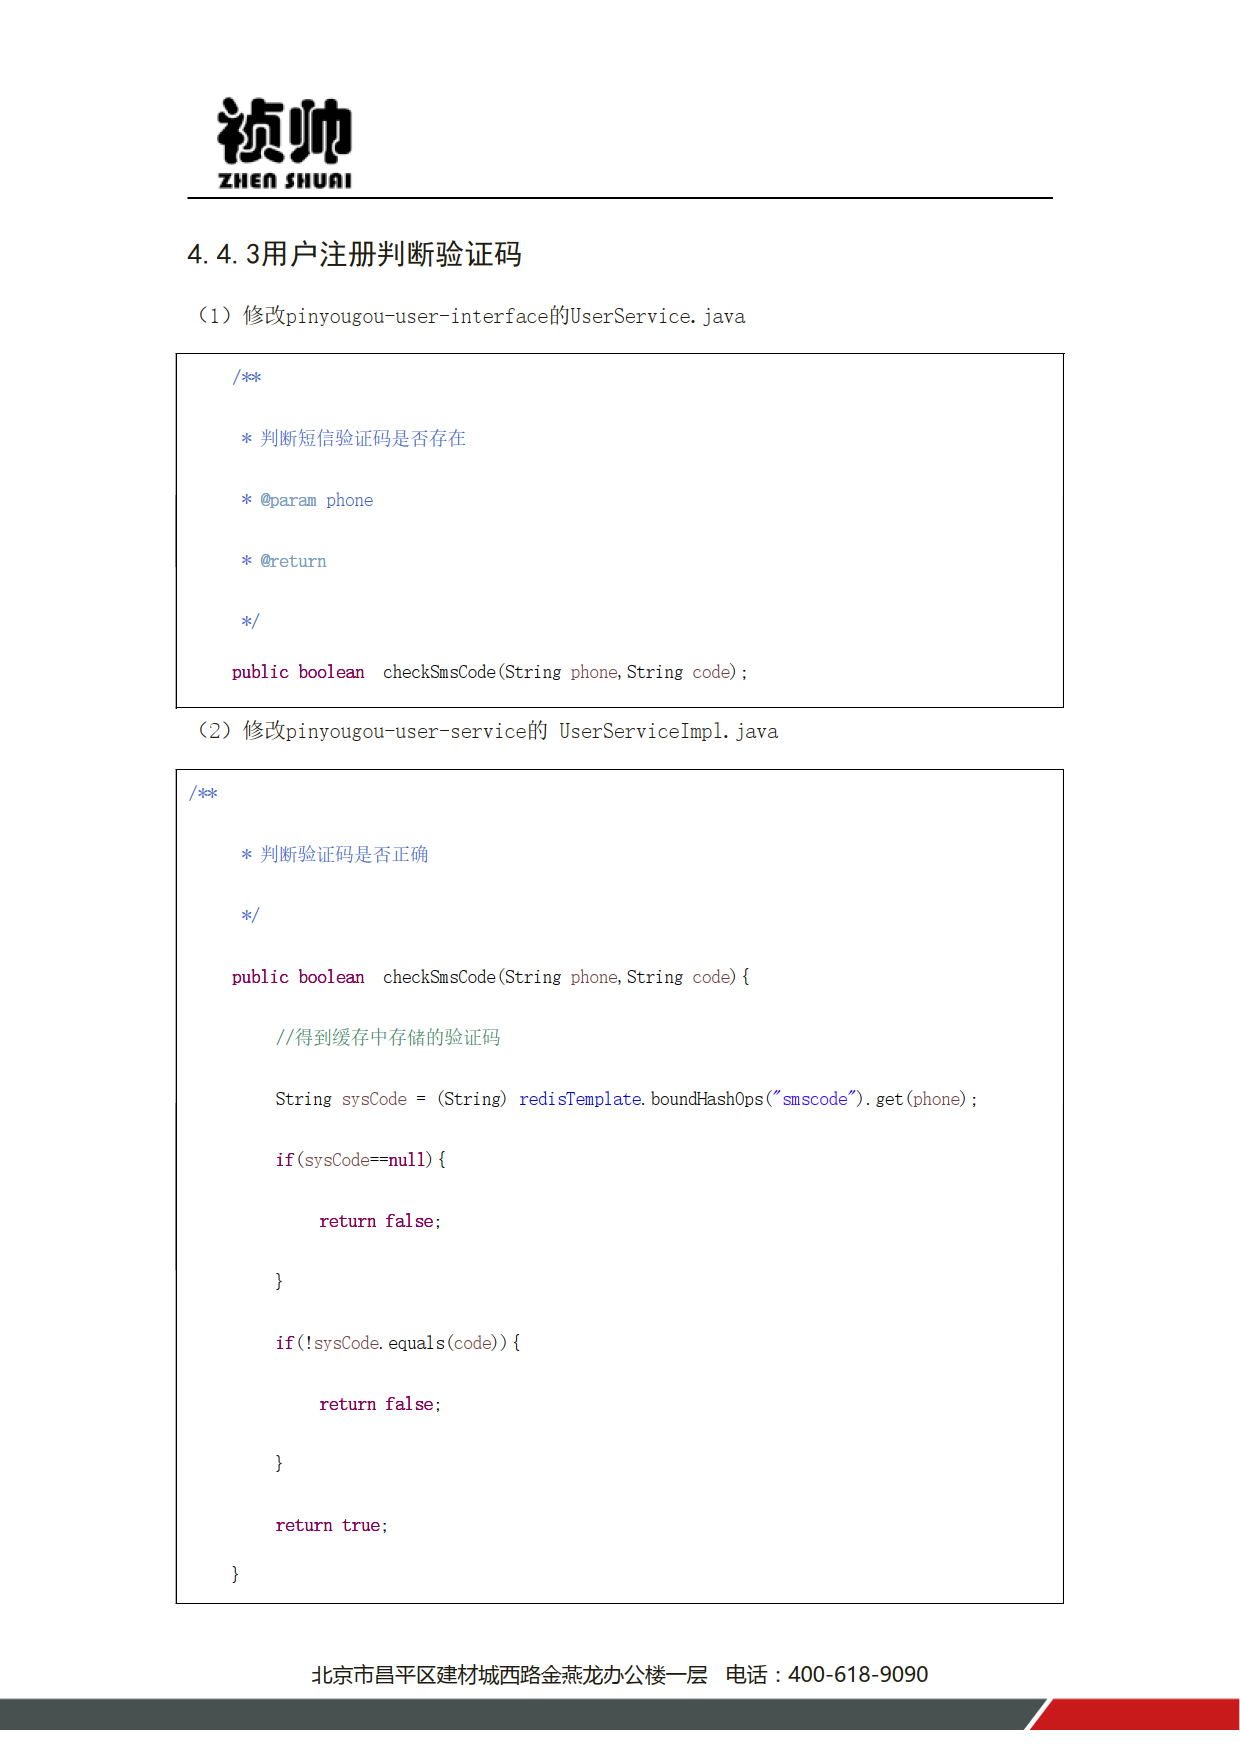 祯帅
ZHEN SHUAI
4.4.3用户注册判断验证码
（1）修改pinyougou-user-interface的UserService.java
/**
* 判断短信验证码是否存在
* @param phone
* @return
*/
public boolean  checkSmsCode(String phone,String code);
（2）修改pinyougou-user-service的 UserServiceImpl.java
/**
* 判断验证码是否正确
*/
public boolean  checkSmsCode(String phone,String code){
//得到缓存中存储的验证码
String sysCode = (String) redisTemplate.boundHashOps("smscode").get(phone);
if(sysCode==null){
return false;
}
if(!sysCode.equals(code)){
return false;
}
return true;
}
北京市昌平区建材城西路金燕龙办公楼一层   电话：400-618-9090